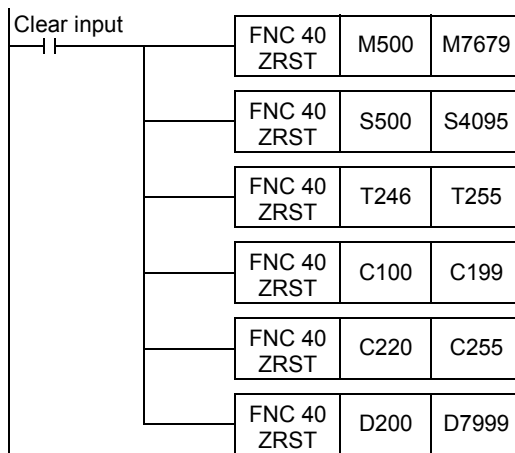 Clear input
FNC 40
ZRST
M500
M7679
FNC 40
ZRST
S500
S4095
FNC 40
ZRST
T246
T255
FNC 40
ZRST
C100
C199
FNC 40
ZRST
C220
C255
FNC 40
ZRST
D200
D7999